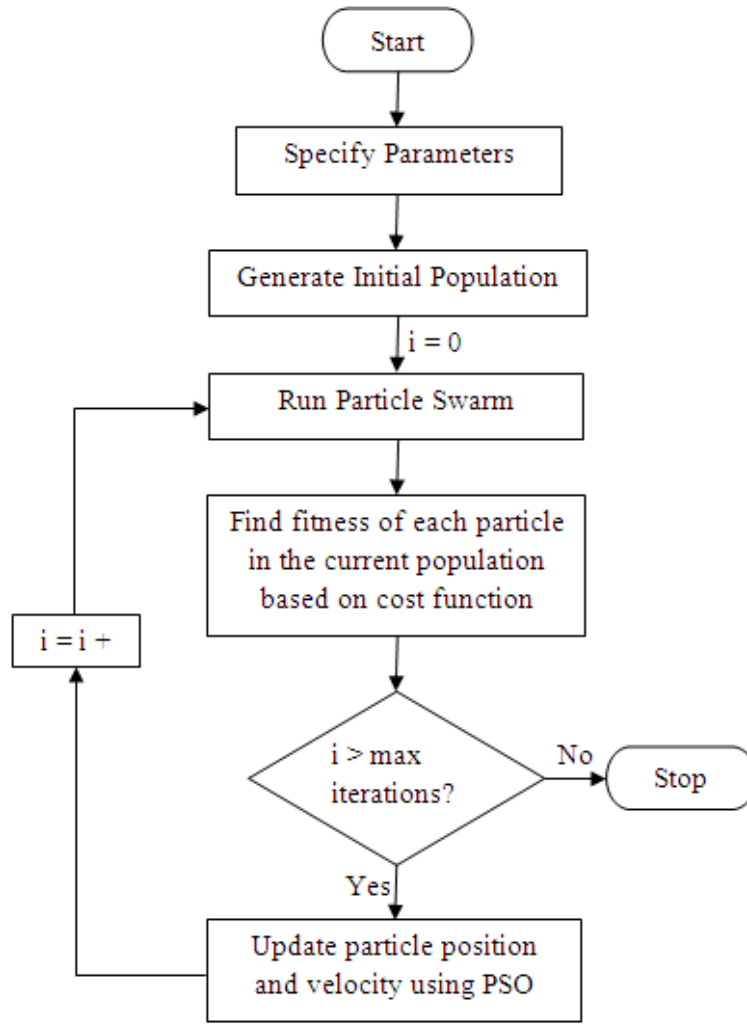 Start
Specify Parameters
Generate Initial Population
i = 0
Run Particle Swarm
Find fitness of each particle
in the current population
based on cost function
i = i +
i > max
iterations?
No
Stop
Yes
Update particle position
and velocity using PSO